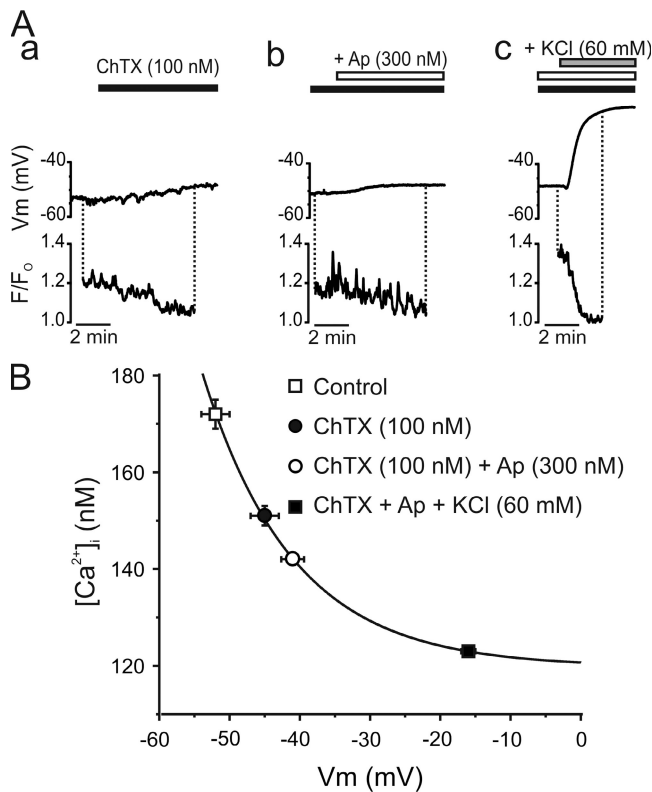 A
a
b
c
ChTX (100 nM)
+ Ap (300 nM)
+ KCl (60 mM)
Vm (mV)
-40
-60
-40
-60
-40
-60
F/Fo
1.4
1.2
1.0
1.4
1.2
1.0
1.4
1.2
1.0
2 min
2 min
2 min
B
[Ca²⁺]i (nM)
180
160
140
120
Control
ChTX (100 nM)
ChTX (100 nM) + Ap (300 nM)
ChTX + Ap + KCl (60 mM)
-60 -50 -40 -30 -20 -10 0
Vm (mV)